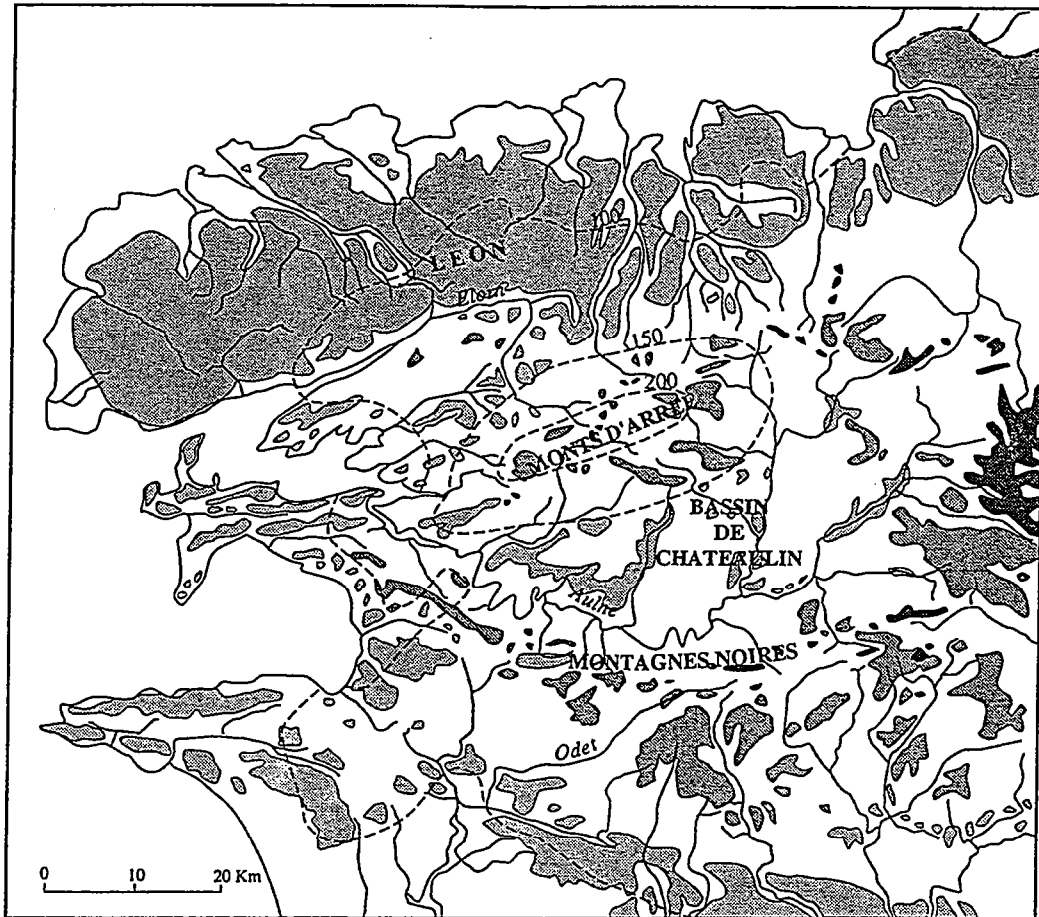 100
LEON
Elorn
150
200
MONTS D'ARREE
BASSIN
DE
CHATEAULIN
Aulne
MONTAGNES NOIRES
Odet
0 10 20 Km